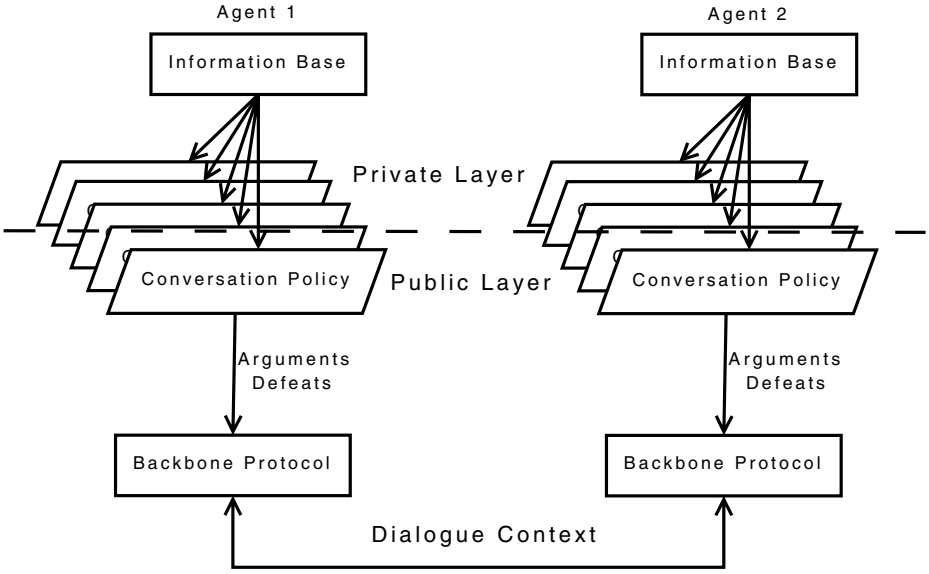 Agent 1
Agent 2
Information Base
Information Base
Private Layer
Conversation Policy
Public Layer
Conversation Policy
Arguments
Defeats
Arguments
Defeats
Backbone Protocol
Backbone Protocol
Dialogue Context